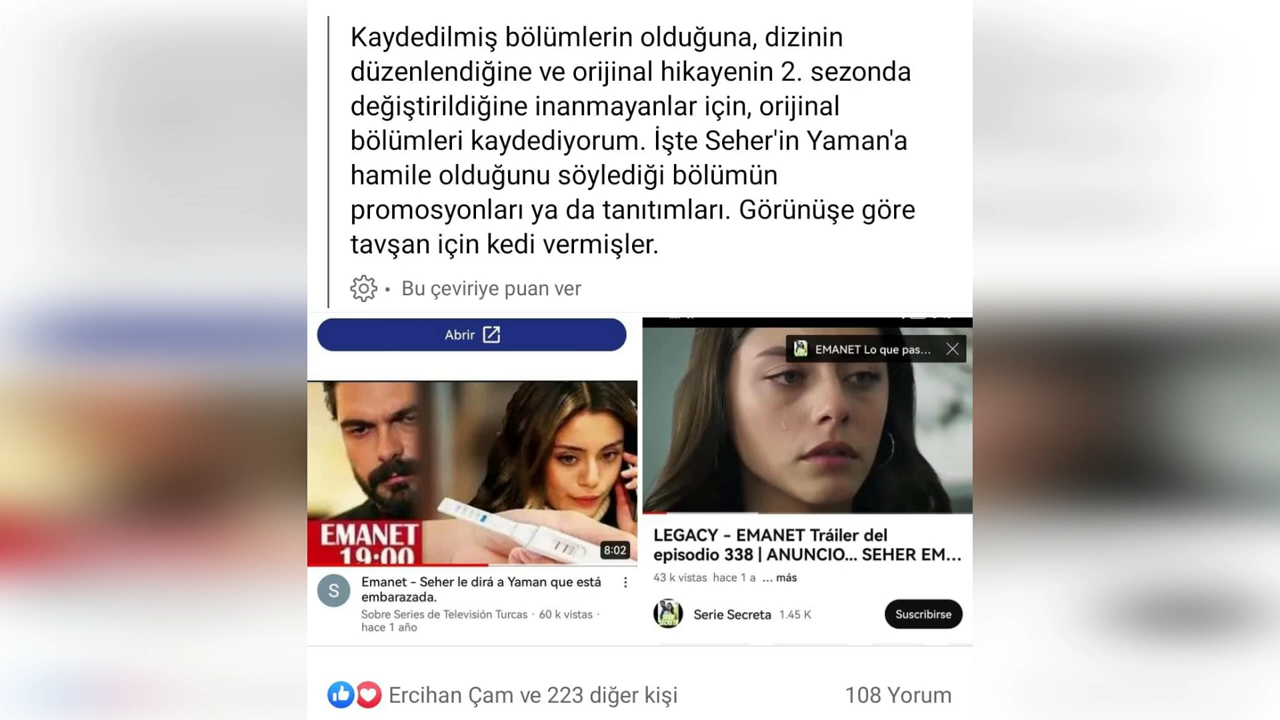 Kaydedilmiş bölümlerin olduğuna, dizinin
düzenlendiğine ve orijinal hikayenin 2. sezonda
değiştirildiğine inanmayanlar için, orijinal
bölümleri kaydediyorum. İşte Seher'in Yaman'a
hamile olduğunu söylediği bölümün
promosyonları ya da tanıtımları. Görünüşe göre
tavşan için kedi vermişler.
• Bu çeviriye puan ver
Abrir
EMANET
19:00
8:02
S
Emanet - Seher le dirá a Yaman que está
embarazada.
Sobre Series de Televisión Turcas · 60 k vistas ·
hace 1 año
EMANET Lo que pas...
LEGACY - EMANET Tráiler del
episodio 338 | ANUNCIO... SEHER EM...
43 k vistas hace 1 a ... más
Serie Secreta 1.45 K
Suscribirse
Ercihan Çam ve 223 diğer kişi
108 Yorum